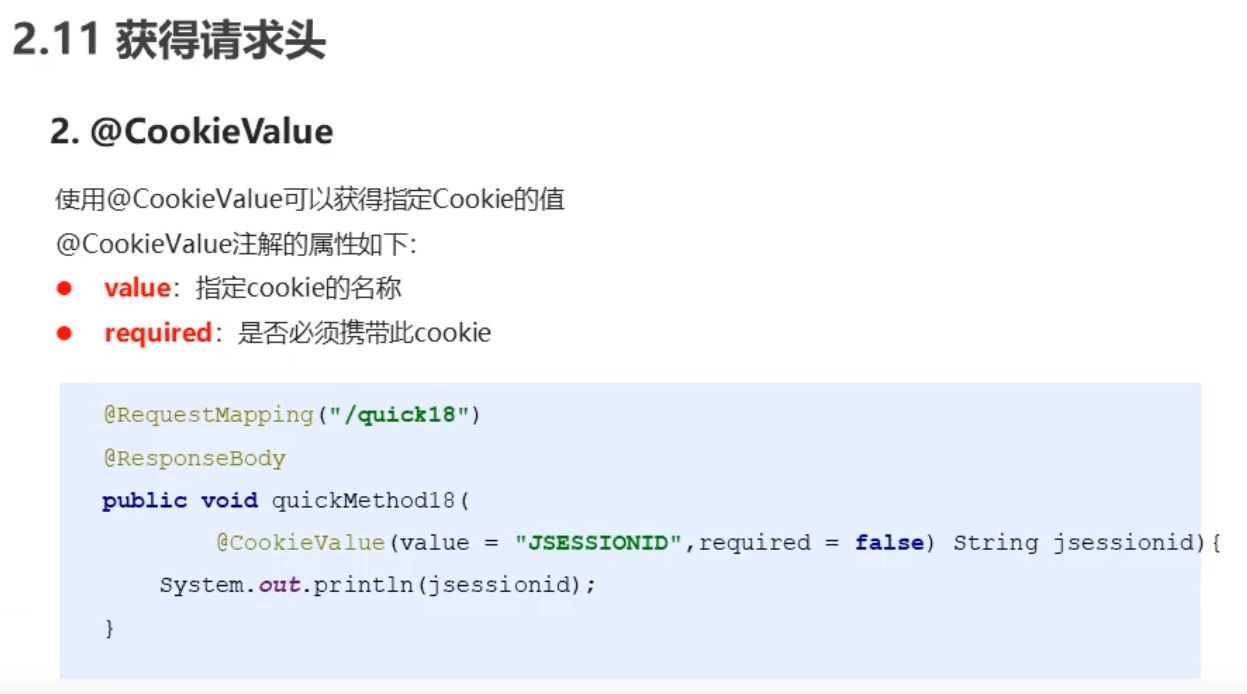 2.11 获得请求头
2. @CookieValue
使用@CookieValue可以获得指定Cookie的值
@CookieValue注解的属性如下:
● value：指定cookie的名称
● required：是否必须携带此cookie
@RequestMapping("/quick18")
@ResponseBody
public void quickMethod18(
@CookieValue(value = "JSESSIONID",required = false) String jsessionid){
System.out.println(jsessionid);
}